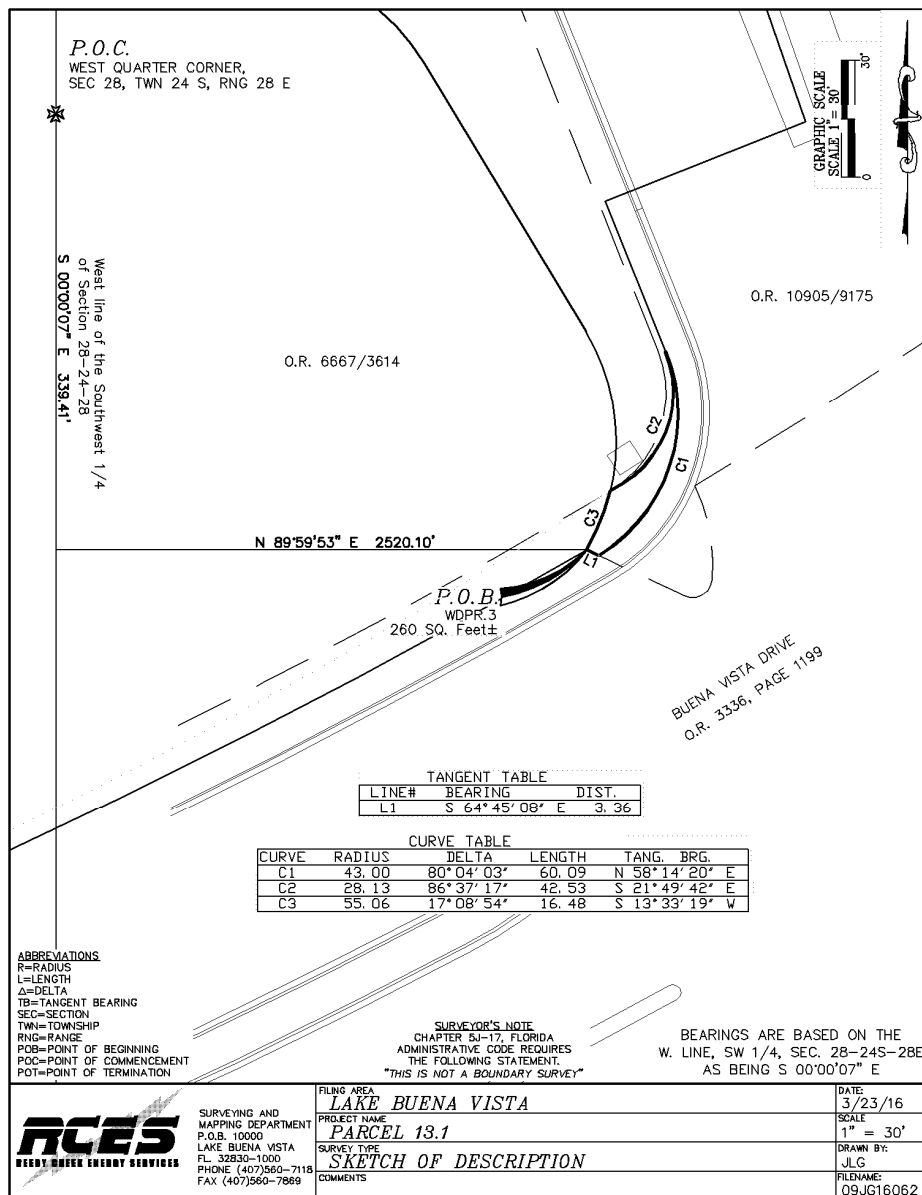 P.O.C.
WEST QUARTER CORNER,
SEC 28, TWN 24 S, RNG 28 E
GRAPHIC SCALE
SCALE 1" = 30'
0
30'
West line of the Southwest 1/4
of Section 28-24-28
S 00°00'07" E 339.41'
O.R. 6667/3614
O.R. 10905/9175
C2
C1
C3
L1
N 89°59'53" E 2520.10'
P.O.B.
WDPR.3
260 SQ. Feet±
BUENA VISTA DRIVE
O.R. 3336, PAGE 1199
TANGENT TABLE
LINE# BEARING DIST.
L1 S 64°45'08" E 3.36
CURVE TABLE
CURVE RADIUS DELTA LENGTH TANG. BRG.
C1 43.00 80°04'03" 60.09 N 58°14'20" E
C2 28.13 86°37'17" 42.53 S 21°49'42" E
C3 55.06 17°08'54" 16.48 S 13°33'19" W
ABBREVIATIONS
R=RADIUS
L=LENGTH
△=DELTA
TB=TANGENT BEARING
SEC=SECTION
TWN=TOWNSHIP
RNG=RANGE
POB=POINT OF BEGINNING
POC=POINT OF COMMENCEMENT
POT=POINT OF TERMINATION
SURVEYOR'S NOTE
CHAPTER 5J-17, FLORIDA
ADMINISTRATIVE CODE REQUIRES
THE FOLLOWING STATEMENT.
"THIS IS NOT A BOUNDARY SURVEY"
BEARINGS ARE BASED ON THE
W. LINE, SW 1/4, SEC. 28-24S-28E
AS BEING S 00°00'07" E
RCES
REEDY CREEK ENERGY SERVICES
SURVEYING AND
MAPPING DEPARTMENT
P.O.B. 10000
LAKE BUENA VISTA
FL. 32830-1000
PHONE (407)560-7118
FAX (407)560-7869
FILING AREA
LAKE BUENA VISTA
PROJECT NAME
PARCEL 13.1
SURVEY TYPE
SKETCH OF DESCRIPTION
COMMENTS
DATE:
3/23/16
SCALE
1" = 30'
DRAWN BY:
JLG
FILENAME:
09JG16062